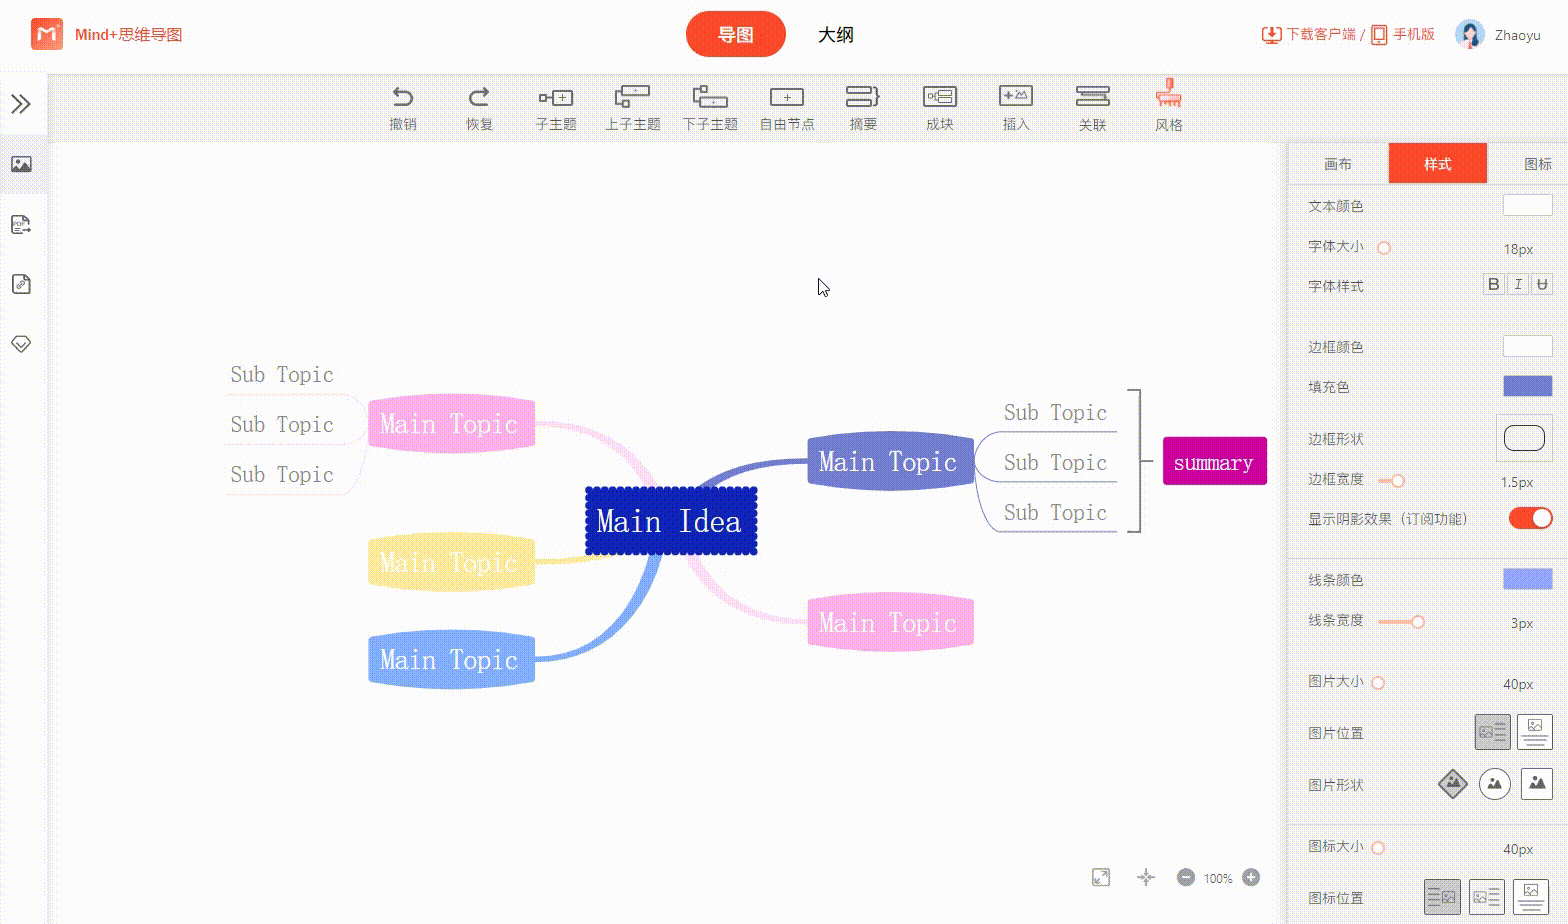 Mind+思维导图
导图
大纲
下载客户端 / 手机版
Zhaoyu
撤销
恢复
子主题
上子主题
下子主题
自由节点
摘要
成块
插入
关联
风格
画布
样式
图标
文本颜色
字体大小
18px
字体样式
B I U
边框颜色
填充色
边框形状
边框宽度
1.5px
显示阴影效果（订阅功能）
线条颜色
线条宽度
3px
图片大小
40px
图片位置
图片形状
图标大小
40px
图标位置
Sub Topic
Sub Topic
Sub Topic
Main Topic
Main Topic
Main Topic
Main Idea
Main Topic
Sub Topic
Sub Topic
Sub Topic
summary
Main Topic
100%